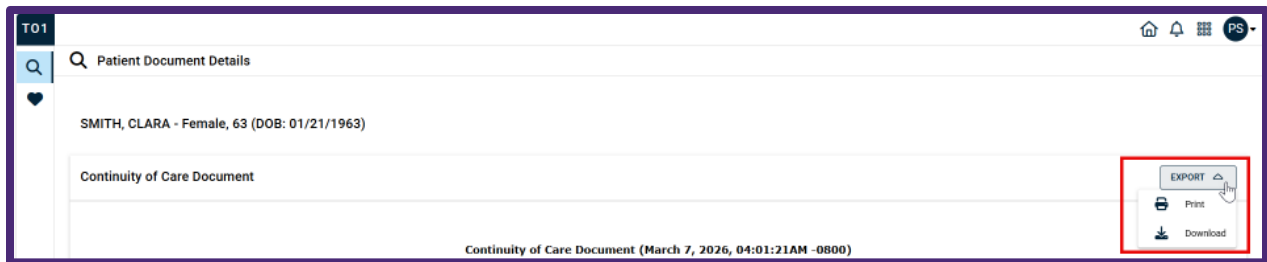 TO1
PS
Patient Document Details
SMITH, CLARA - Female, 63 (DOB: 01/21/1963)
Continuity of Care Document
EXPORT
Print
Download
Continuity of Care Document (March 7, 2026, 04:01:21AM -0800)